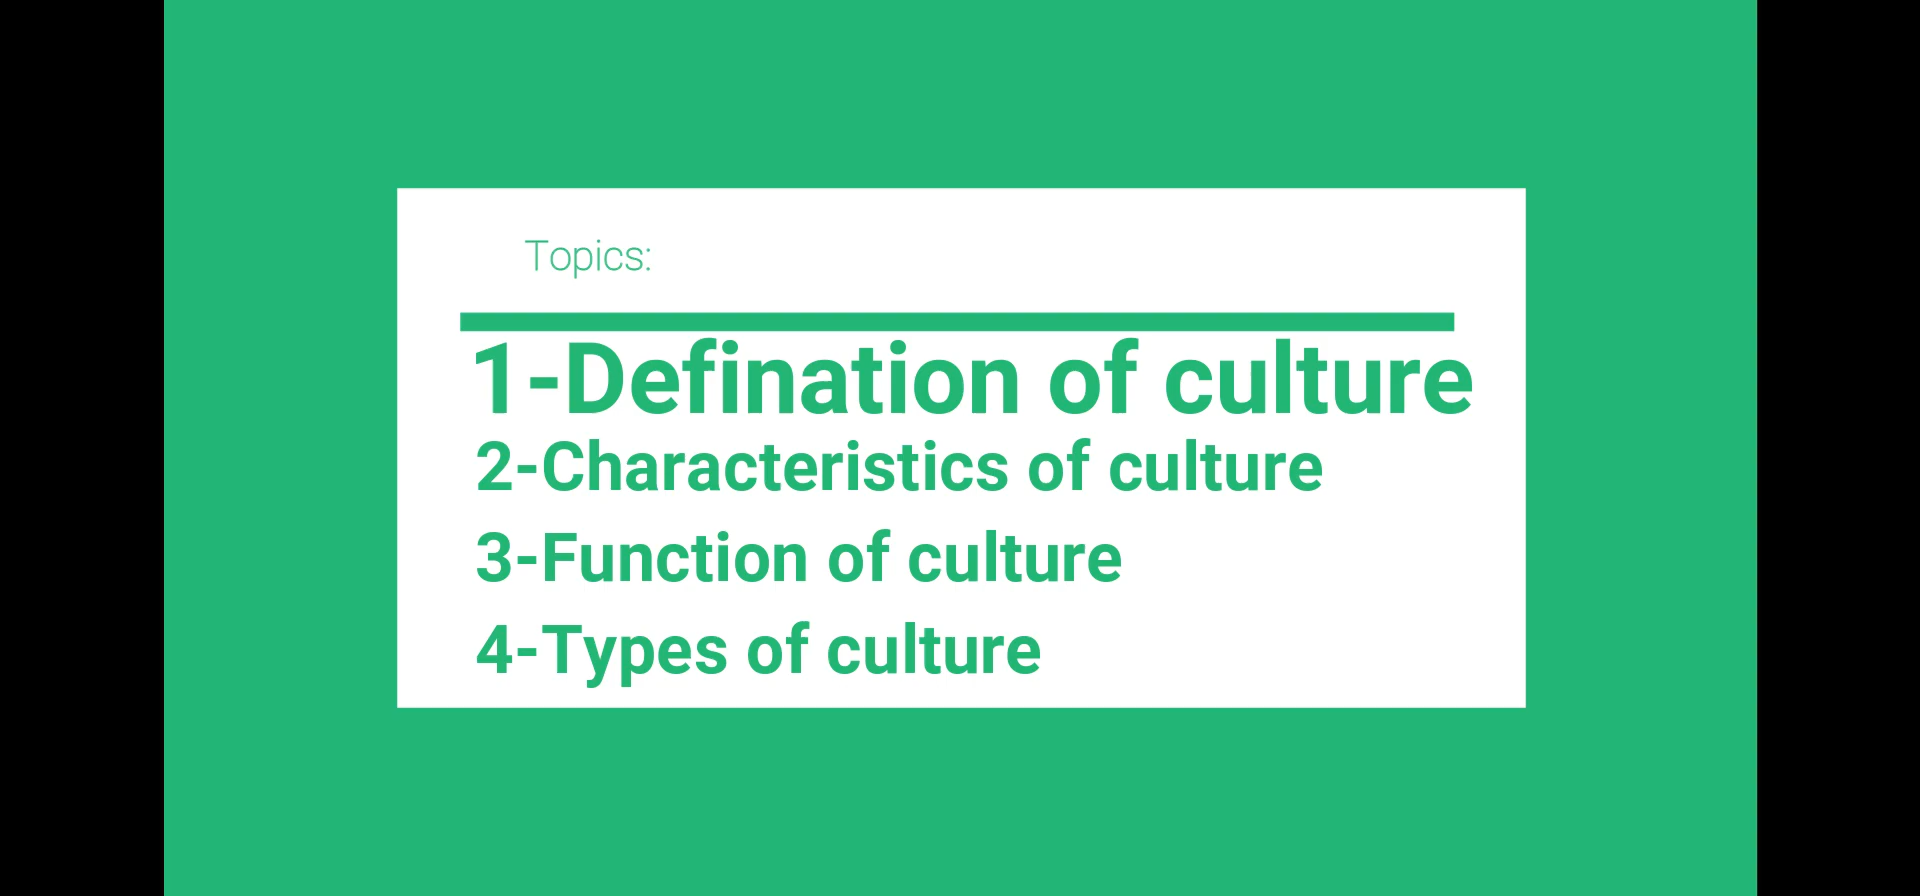 Topics:
1-Defination of culture
2-Characteristics of culture
3-Function of culture
4-Types of culture